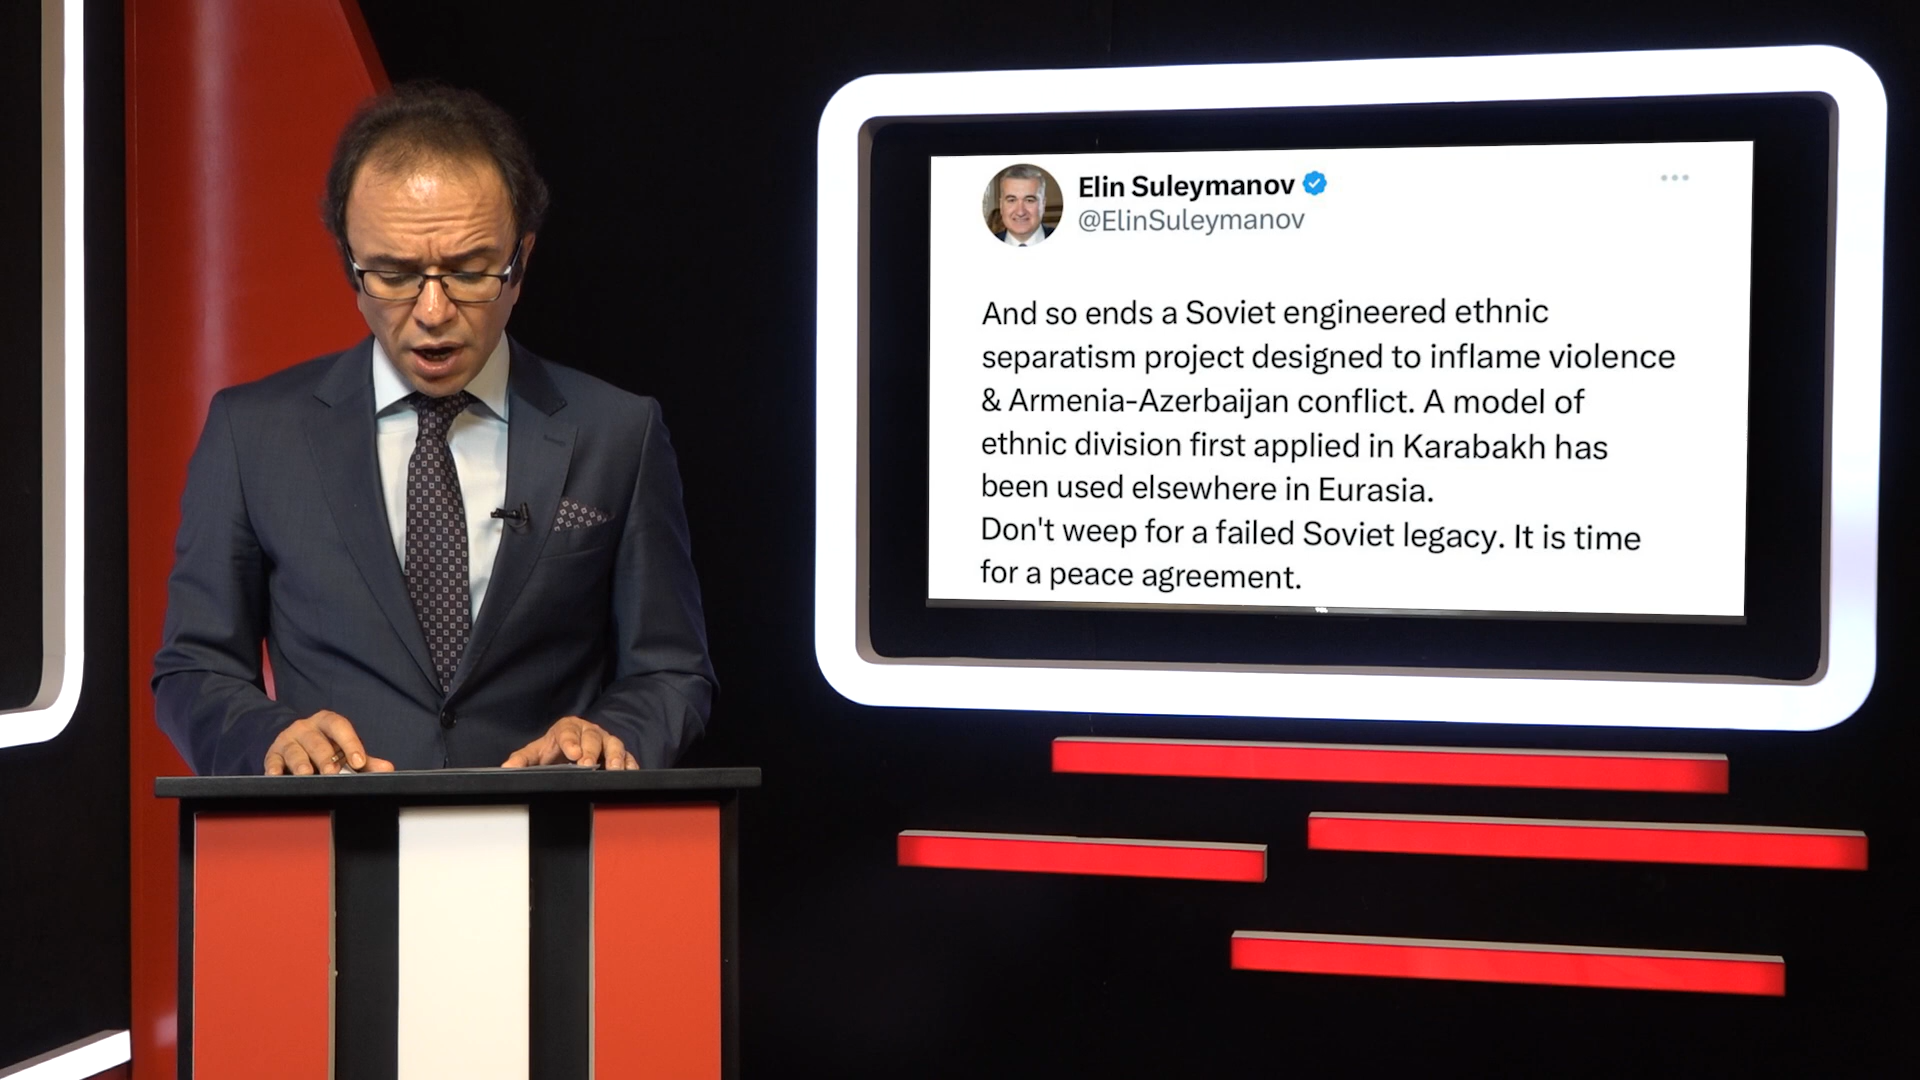 Elin Suleymanov
@ElinSuleymanov
And so ends a Soviet engineered ethnic
separatism project designed to inflame violence
& Armenia-Azerbaijan conflict. A model of
ethnic division first applied in Karabakh has
been used elsewhere in Eurasia.
Don't weep for a failed Soviet legacy. It is time
for a peace agreement.